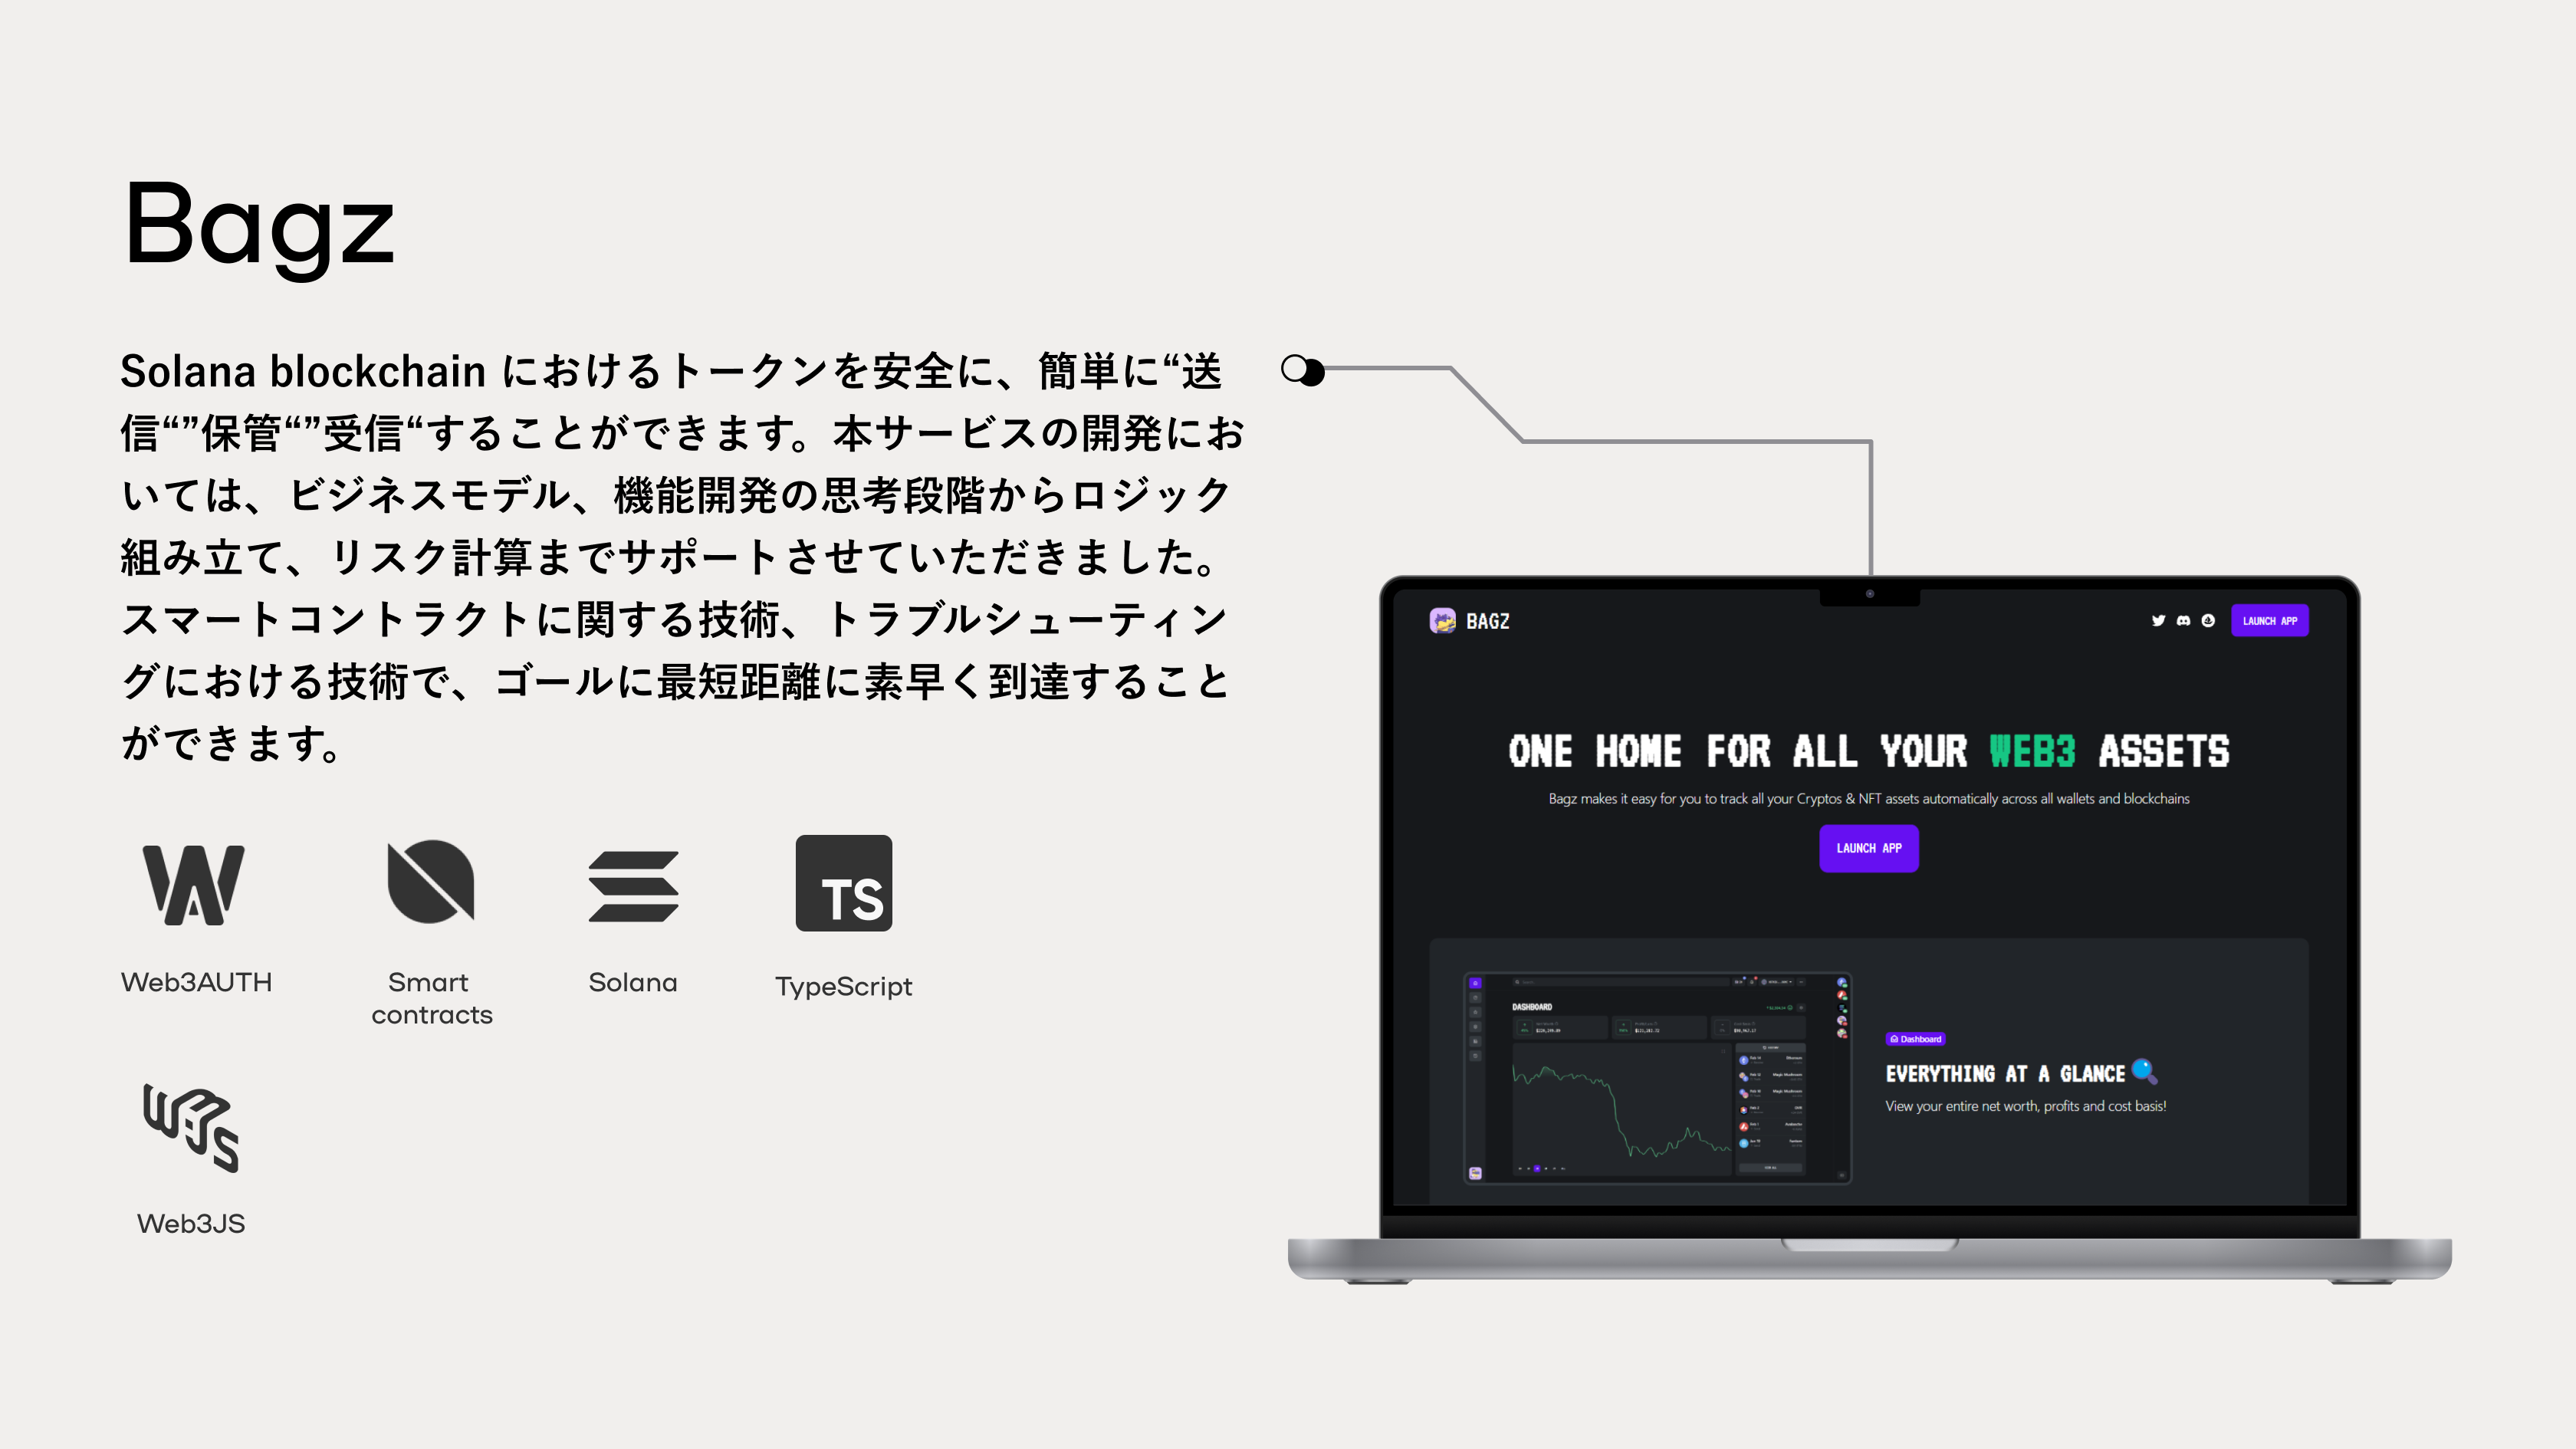 Bagz
Solana blockchain におけるトークンを安全に、簡単に“送
信“”保管“”受信“することができます。本サービスの開発にお
いては、ビジネスモデル、機能開発の思考段階からロジック
組み立て、リスク計算までサポートさせていただきました。
スマートコントラクトに関する技術、トラブルシューティン
グにおける技術で、ゴールに最短距離に素早く到達すること
ができます。
Web3AUTH
Smart
contracts
Solana
TS
TypeScript
Web3JS
BAGZ
LAUNCH APP
ONE HOME FOR ALL YOUR WEB3 ASSETS
Bagz makes it easy for you to track all your Cryptos & NFT assets automatically across all wallets and blockchains
LAUNCH APP
DASHBOARD
Dashboard
EVERYTHING AT A GLANCE
View your entire net worth, profits and cost basis!